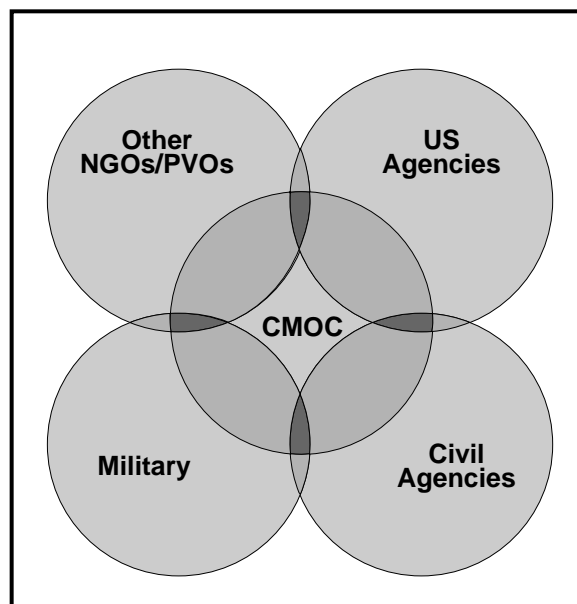 Other
NGOs/PVOs
US
Agencies
CMOC
Military
Civil
Agencies